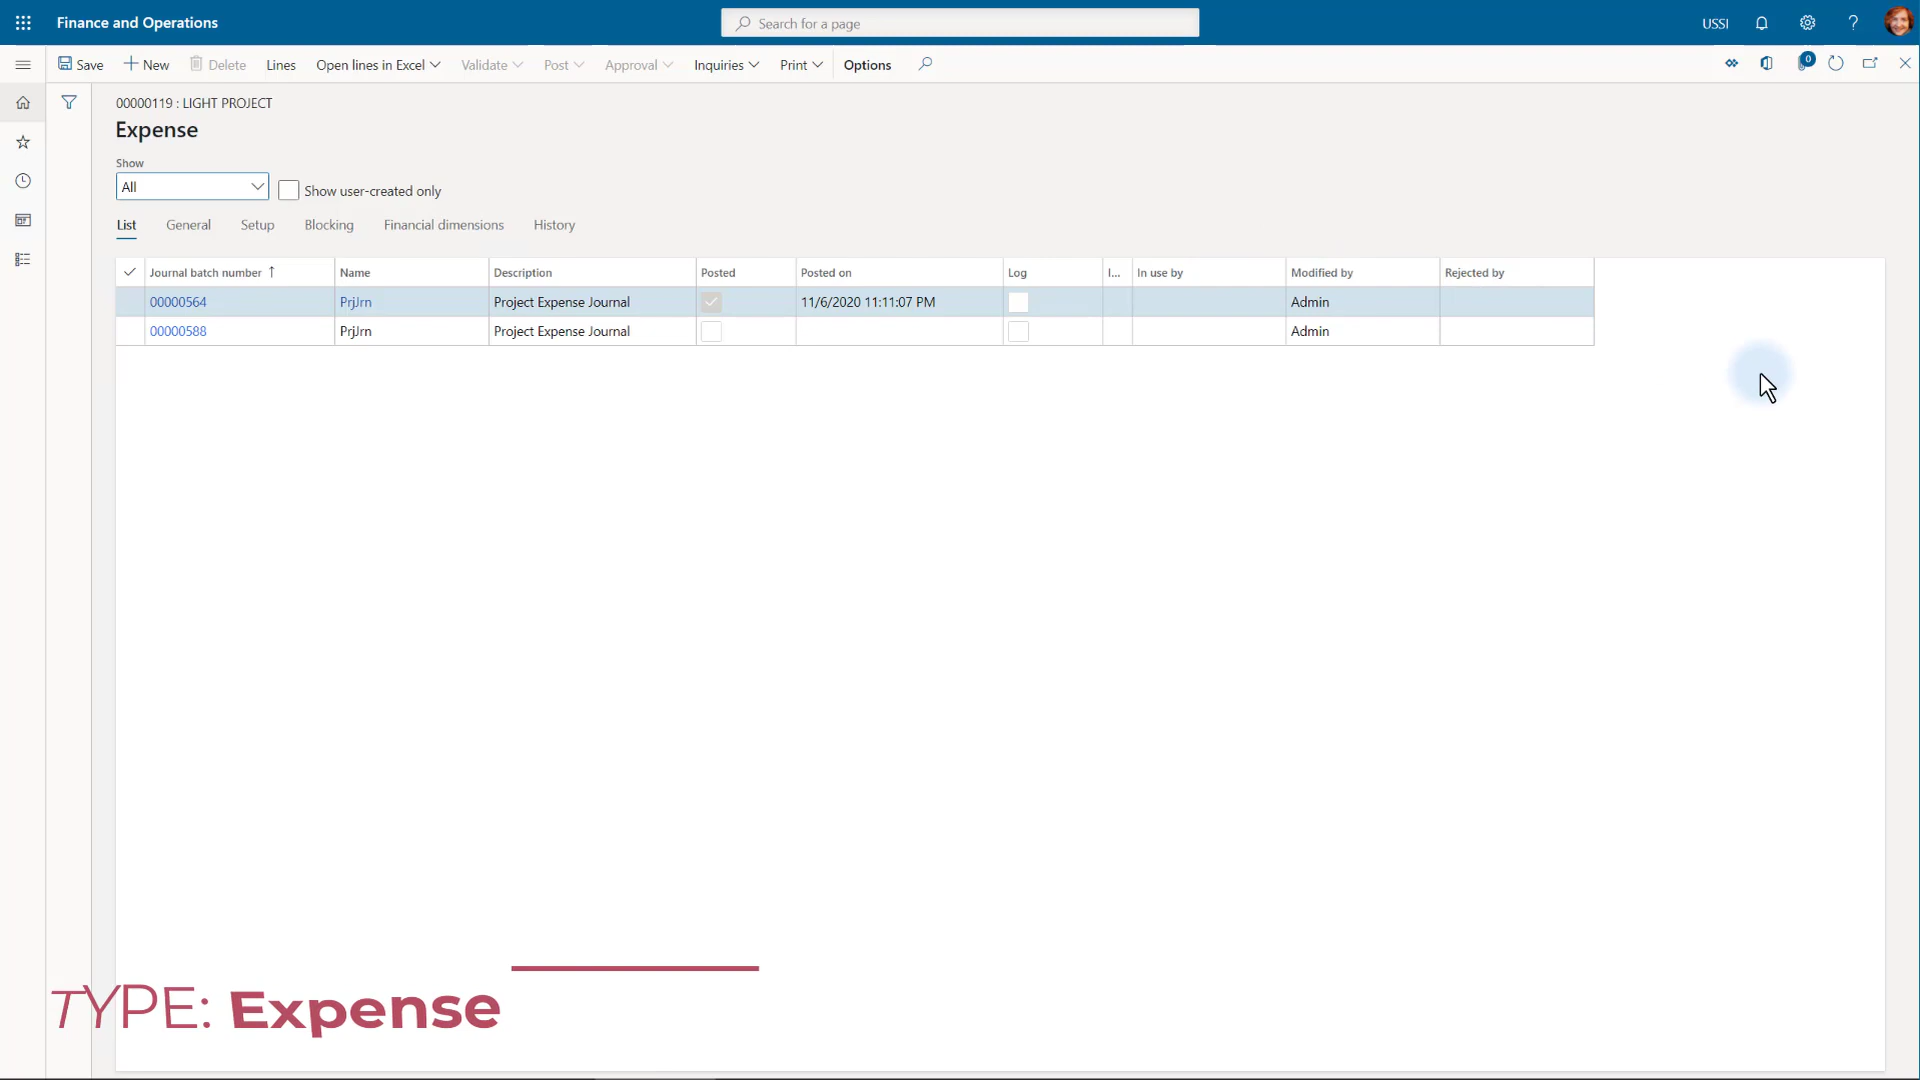 Finance and Operations
Search for a page
USSI
Save New Delete Lines Open lines in Excel Validate Post Approval Inquiries Print Options
0
00000119 : LIGHT PROJECT
Expense
Show
All
Show user-created only
List General Setup Blocking Financial dimensions History
Journal batch number Name Description Posted Posted on Log I... In use by Modified by Rejected by
00000564 PrjJrn Project Expense Journal 11/6/2020 11:11:07 PM Admin
00000588 PrjJrn Project Expense Journal Admin
TYPE: Expense